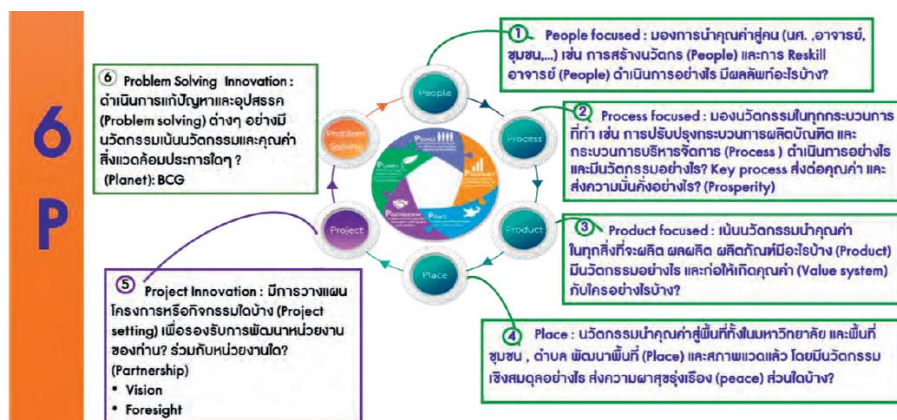 6
P
① People focused : มองการนำคุณค่าสู่คน (นศ. ,อาจารย์,
ชุมชน,...) เช่น การสร้างนวัตกร (People) และการ Reskill
อาจารย์ (People) ดำเนินการอย่างไร มีผลลัพท์อะไรบ้าง?
② Process focused : มองนวัตกรรมในทุกกระบวนการ
ที่ทำ เช่น การปรับปรุงกระบวนการผลิตบัณฑิต และ
กระบวนการบริหารจัดการ (Process ) ดำเนินการอย่างไร
และมีนวัตกรรมอย่างไร? Key process ส่งต่อคุณค่า และ
ส่งความมั่นคงอย่างไร? (Prosperity)
③ Product focused : เน้นนวัตกรรมนำคุณค่า
ในทุกสิ่งที่จะผลิต ผลผลิต ผลิตภัณฑ์มีอะไรบ้าง (Product)
มีนวัตกรรมอย่างไร และก่อให้เกิดคุณค่า (Value system)
กับใครอย่างไรบ้าง?
④ Place : นวัตกรรมนำคุณค่าสู่พื้นที่ทั้งในมหาวิทยาลัย และพื้นที่
ชุมชน , ตำบล พัฒนาพื้นที่ (Place) และสภาพแวดแล้ว โดยมีนวัตกรรม
เชิงสมดุลอย่างไร ส่งความผาสุขรุ่งเรือง (peace) ส่วนใดบ้าง?
⑤ Project Innovation : มีการวางแผน
โครงการหรือกิจกรรมใดบ้าง (Project
setting) เพื่อรองรับการพัฒนาหน่วยงาน
ของท่าน? ร่วมกับหน่วยงานใด?
(Partnership)
• Vision
• Foresight
⑥ Problem Solving Innovation :
ดำเนินการแก้ปัญหาและอุปสรรค
(Problem solving) ต่างๆ อย่างมี
นวัตกรรมเน้นนวัตกรรมและคุณค่า
สิ่งแวดล้อมประการใดๆ ?
(Planet): BCG
People
Process
Product
Place
Project
Problem
Solving